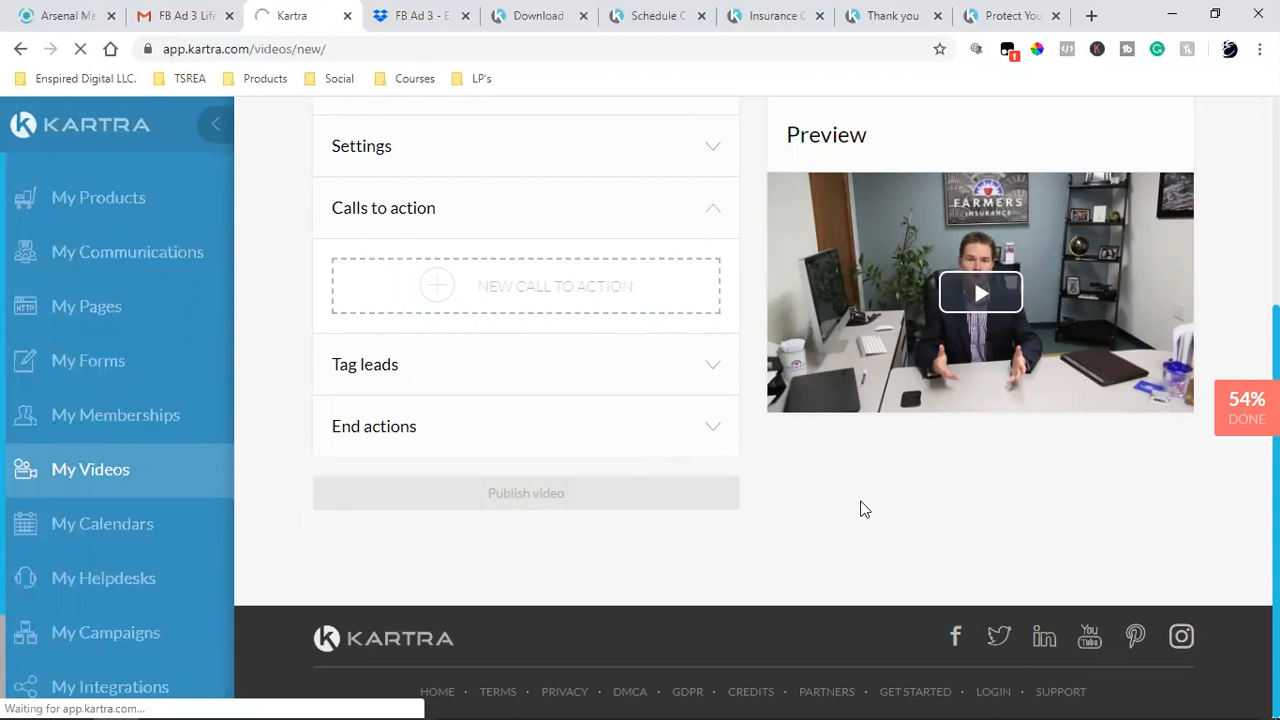 Arsenal Ma
FB Ad 3 Life
Kartra
FB Ad 3 - E
Download
Schedule C
Insurance C
Thank you
Protect You
app.kartra.com/videos/new/
1
Enspired Digital LLC.
TSREA
Products
Social
Courses
LP's
KARTRA
My Products
My Communications
My Pages
My Forms
My Memberships
My Videos
My Calendars
My Helpdesks
My Campaigns
My Integrations
Settings
Calls to action
NEW CALL TO ACTION
Tag leads
End actions
Publish video
Preview
FARMERS
INSURANCE
54%
DONE
KARTRA
HOME · TERMS · PRIVACY · DMCA · GDPR · CREDITS · PARTNERS · GET STARTED · LOGIN · SUPPORT
Waiting for app.kartra.com...